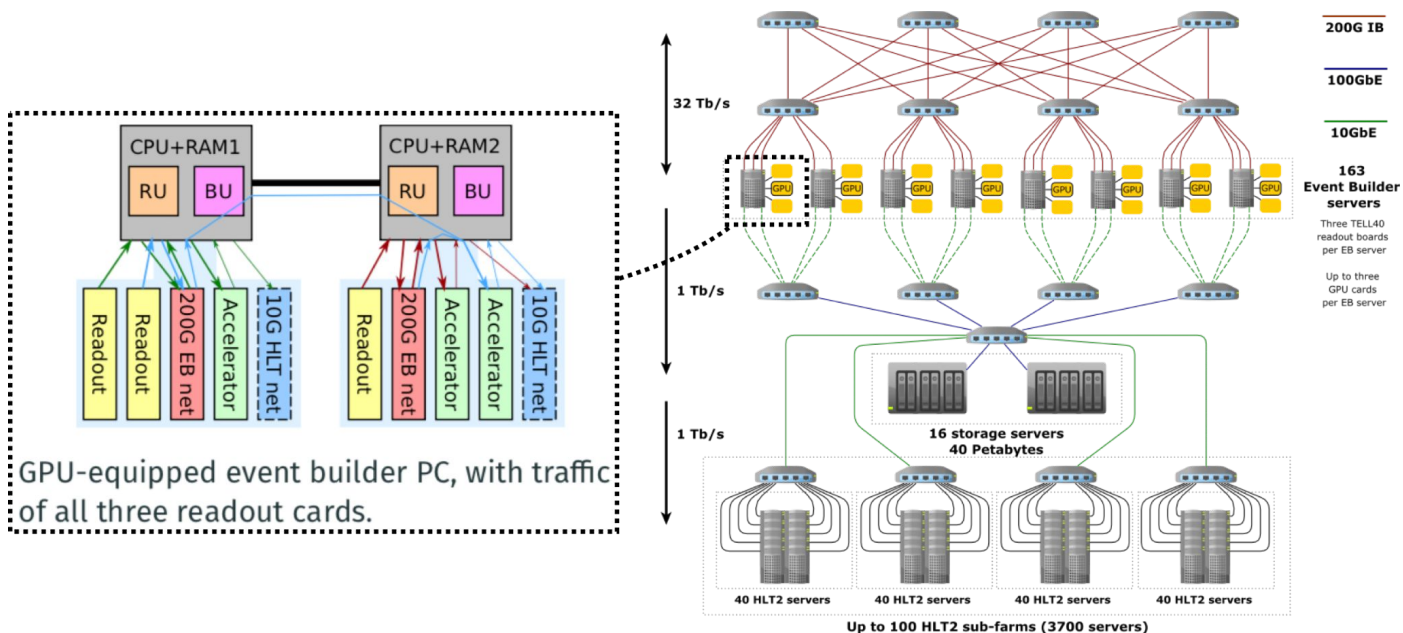 CPU+RAM1
RU
BU
CPU+RAM2
RU
BU
Readout
Readout
200G EB net
Accelerator
10G HLT net
Readout
200G EB net
Accelerator
Accelerator
10G HLT net
GPU-equipped event builder PC, with traffic
of all three readout cards.
32 Tb/s
1 Tb/s
1 Tb/s
GPU
GPU
GPU
GPU
GPU
GPU
GPU
GPU
16 storage servers
40 Petabytes
40 HLT2 servers
40 HLT2 servers
40 HLT2 servers
40 HLT2 servers
Up to 100 HLT2 sub-farms (3700 servers)
200G IB
100GbE
10GbE
163
Event Builder
servers
Three TELL40
readout boards
per EB server
Up to three
GPU cards
per EB server